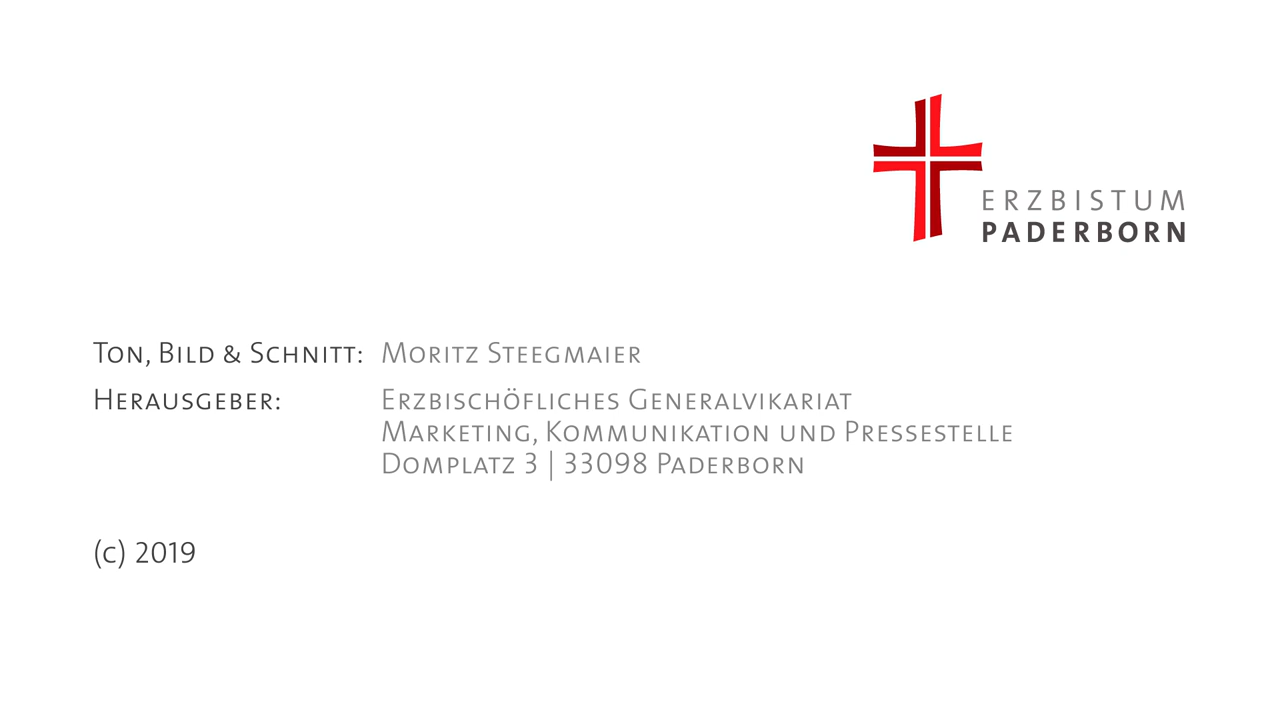 ERZBISTUM
PADERBORN
Ton, Bild & Schnitt: Moritz Steegmaier
Herausgeber: Erzbischöfliches Generalvikariat
Marketing, Kommunikation und Pressestelle
Domplatz 3 | 33098 Paderborn
(c) 2019